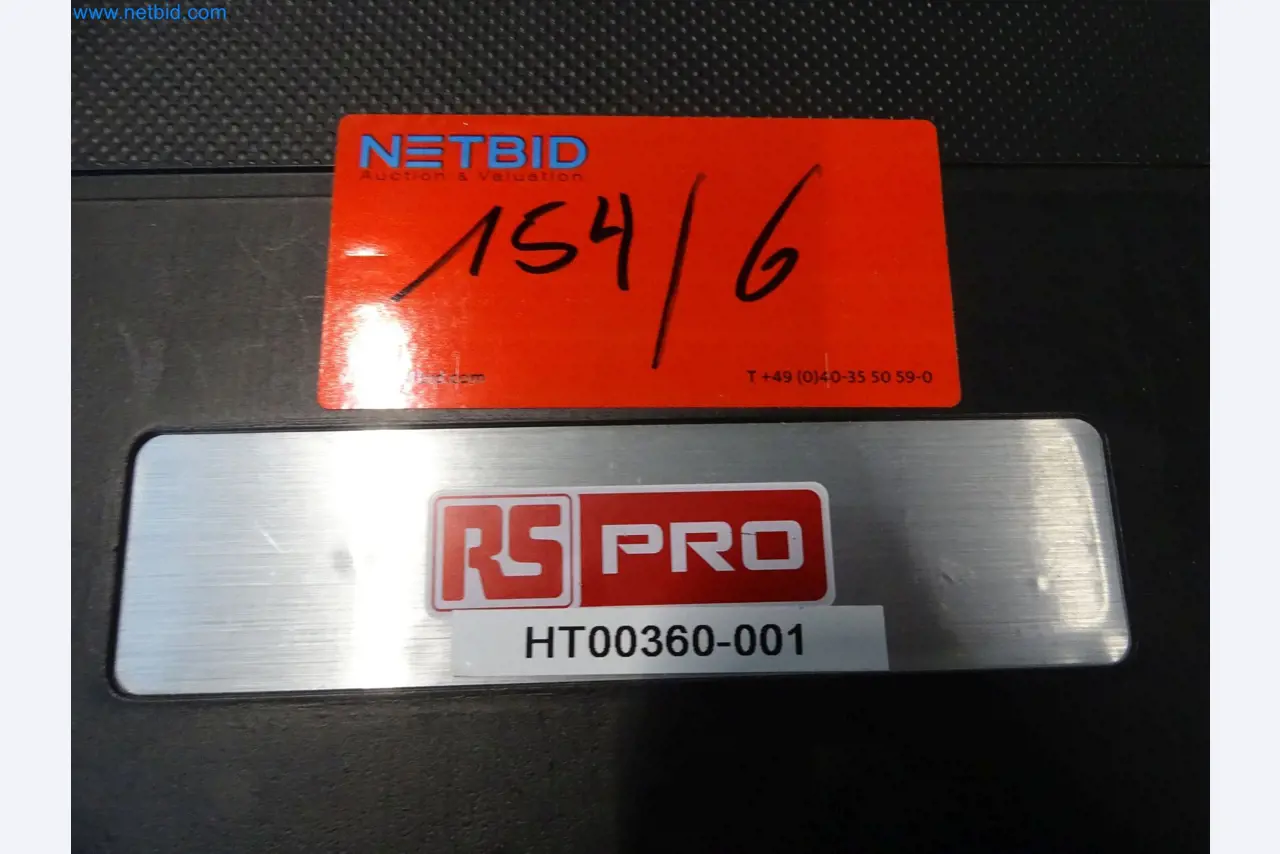 www.netbid.com
NETBID
Auction & Valuation
154/6
T +49 (0)40-35 50 59-0
RS PRO
HT00360-001